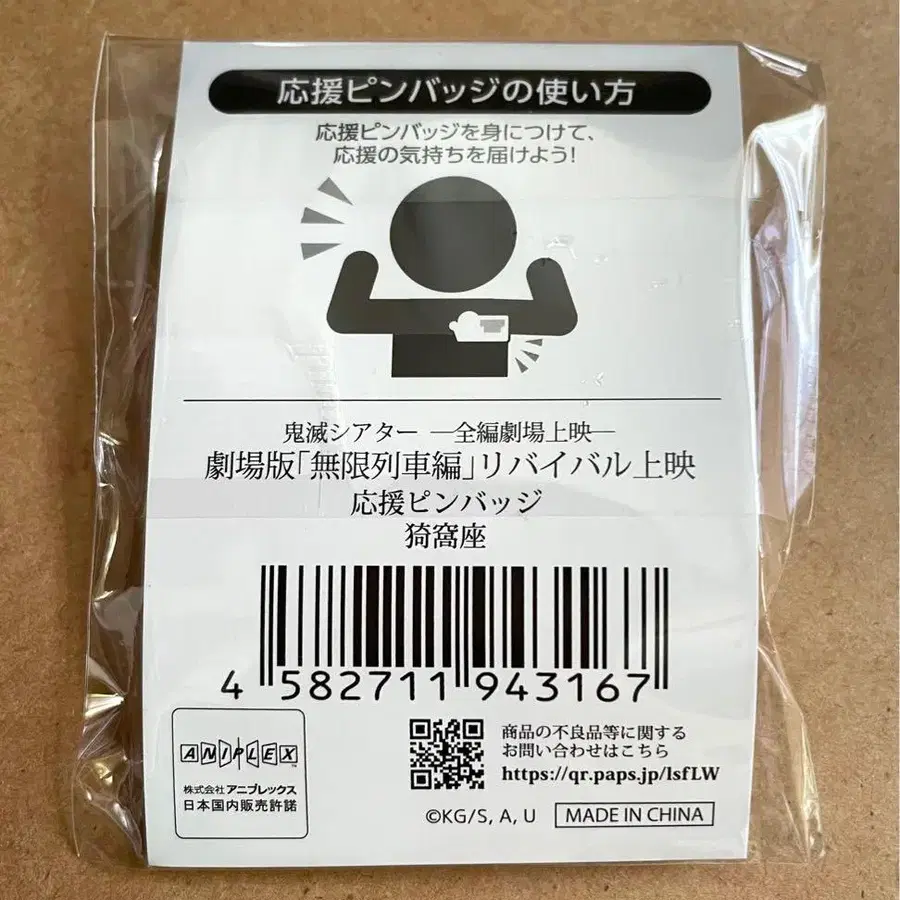 応援ピンバッジの使い方
応援ピンバッジを身につけて、
応援の気持ちを届けよう!
鬼滅シアター ―全編劇場上映―
劇場版「無限列車編」リバイバル上映
応援ピンバッジ
猗窩座
4 582711 943167
ANIPLEX
株式会社アニプレックス
日本国内販売許諾
商品の不良品等に関する
お問い合わせはこちら
https://qr.paps.jp/lsfLW
©KG/S, A, U
MADE IN CHINA